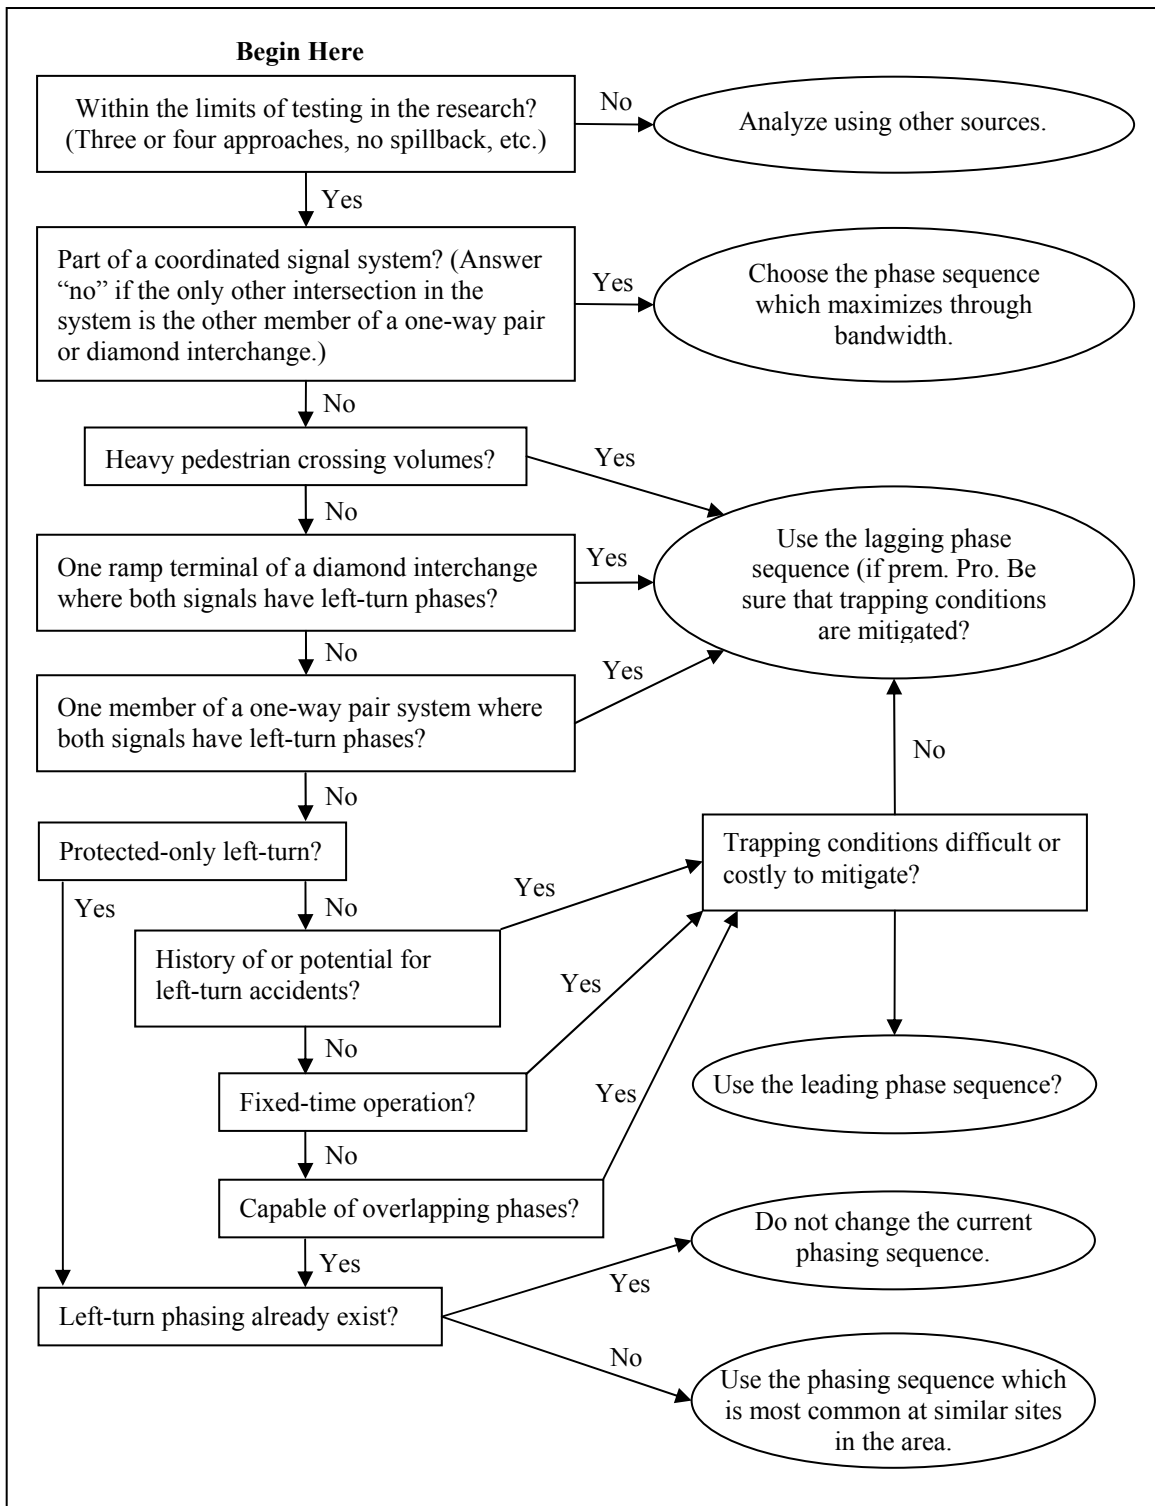 Begin Here
Within the limits of testing in the research?
(Three or four approaches, no spillback, etc.)
No
Analyze using other sources.
Yes
Part of a coordinated signal system? (Answer
“no” if the only other intersection in the
system is the other member of a one-way pair
or diamond interchange.)
Yes
Choose the phase sequence
which maximizes through
bandwidth.
No
Heavy pedestrian crossing volumes?
Yes
No
One ramp terminal of a diamond interchange
where both signals have left-turn phases?
Yes
Use the lagging phase
sequence (if prem. Pro. Be
sure that trapping conditions
are mitigated?
No
One member of a one-way pair system where
both signals have left-turn phases?
Yes
No
No
Protected-only left-turn?
Trapping conditions difficult or
costly to mitigate?
Yes
No
Yes
History of or potential for
left-turn accidents?
Yes
No
Use the leading phase sequence?
Fixed-time operation?
Yes
No
Capable of overlapping phases?
Do not change the current
phasing sequence.
Yes
Yes
Left-turn phasing already exist?
No
Use the phasing sequence which
is most common at similar sites
in the area.